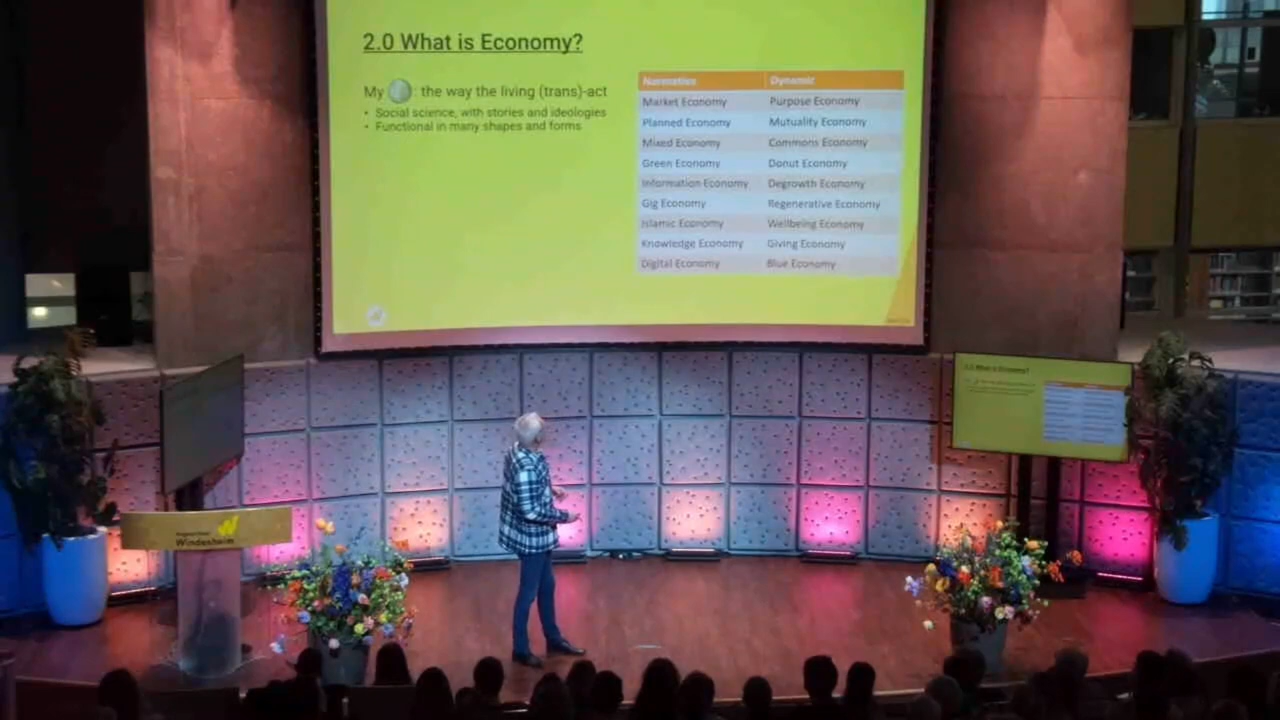 2.0 What is Economy?
My : the way the living (trans)-act
• Social science, with stories and ideologies
• Functional in many shapes and forms
Normative Dynamic
Market Economy Purpose Economy
Planned Economy Mutuality Economy
Mixed Economy Commons Economy
Green Economy Donut Economy
Information Economy Degrowth Economy
Gig Economy Regenerative Economy
Islamic Economy Wellbeing Economy
Knowledge Economy Giving Economy
Digital Economy Blue Economy
2.0 What is Economy?
Windesheim